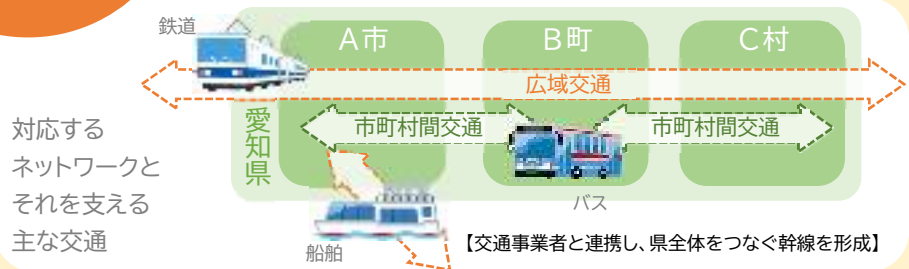 鉄道
A市
B町
C村
広域交通
愛知県
市町村間交通
市町村間交通
対応する
ネットワークと
それを支える
主な交通
バス
船舶
【交通事業者と連携し、県全体をつなぐ幹線を形成】